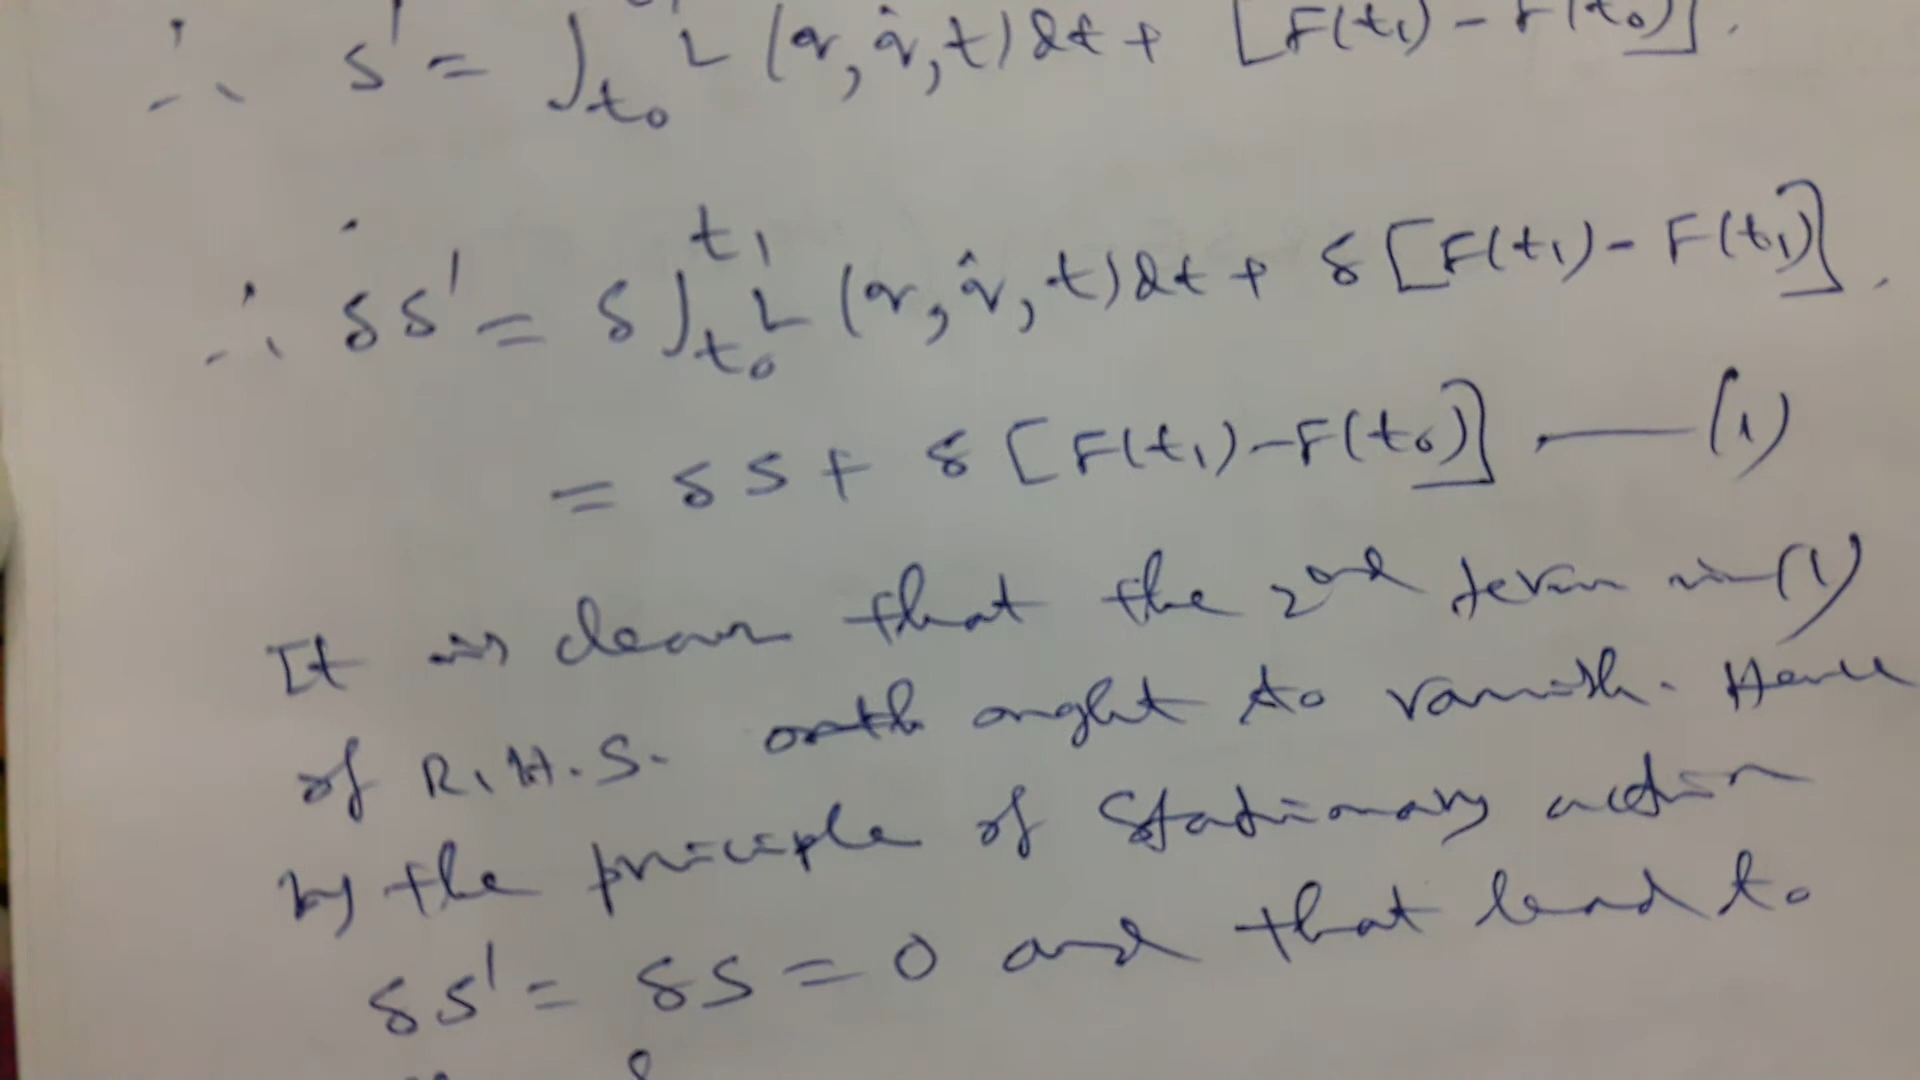 ∴ S' = ∫_{t₀} L (q, q̇, t) dt + [F(t₁) - F(t₀)].
∴ δS' = δ ∫_{t₀}^{t₁} L (q, q̇, t) dt + δ [F(t₁) - F(t₁)].
= δS + δ [F(t₁) - F(t₀)] —— (1)
It is clear that the 2nd term in (1)
of R.H.S. ought to vanish. Hence
by the priciple of Stationary action
δS' = δS = 0 and that lead to